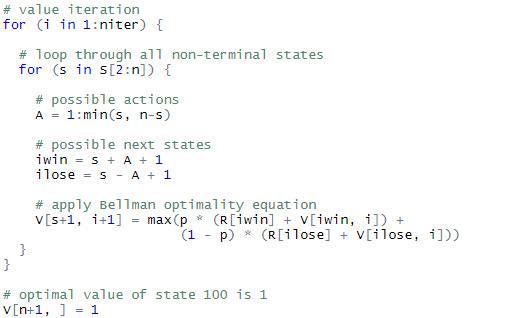 # value iteration
for (i in 1:niter) {
# loop through all non-terminal states
for (s in S[2:n]) {
# possible actions
A = 1:min(s, n-s)
# possible next states
iwin = s + A + 1
ilose = s - A + 1
# apply Bellman optimality equation
V[s+1, i+1] = max(p * (R[iwin] + V[iwin, i]) +
(1 - p) * (R[ilose] + V[ilose, i]))
}
}
# optimal value of state 100 is 1
V[n+1, ] = 1